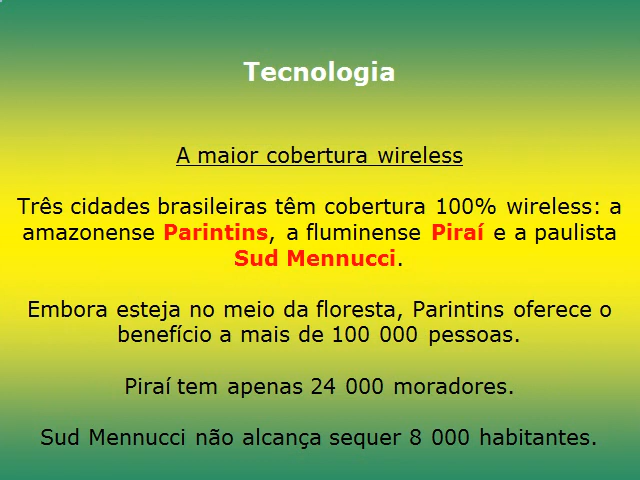 Tecnologia
A maior cobertura wireless
Três cidades brasileiras têm cobertura 100% wireless: a
amazonense Parintins, a fluminense Piraí e a paulista
Sud Mennucci.
Embora esteja no meio da floresta, Parintins oferece o
benefício a mais de 100 000 pessoas.
Piraí tem apenas 24 000 moradores.
Sud Mennucci não alcança sequer 8 000 habitantes.